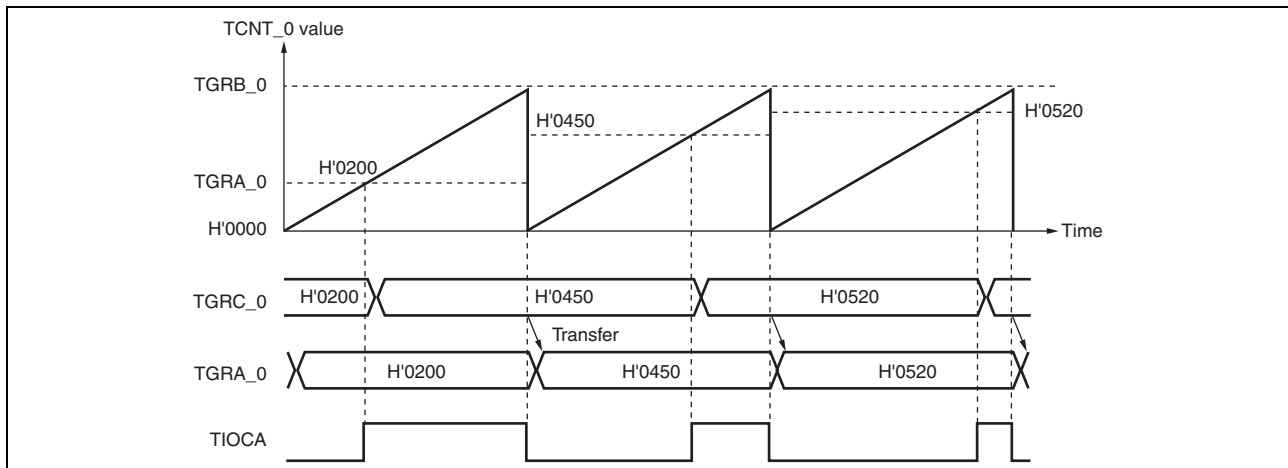 TCNT_0 value
TGRB_0
H'0520
H'0450
H'0200
TGRA_0
H'0000
Time
H'0200
H'0450
H'0520
TGRC_0
Transfer
TGRA_0
H'0200
H'0450
H'0520
TIOCA